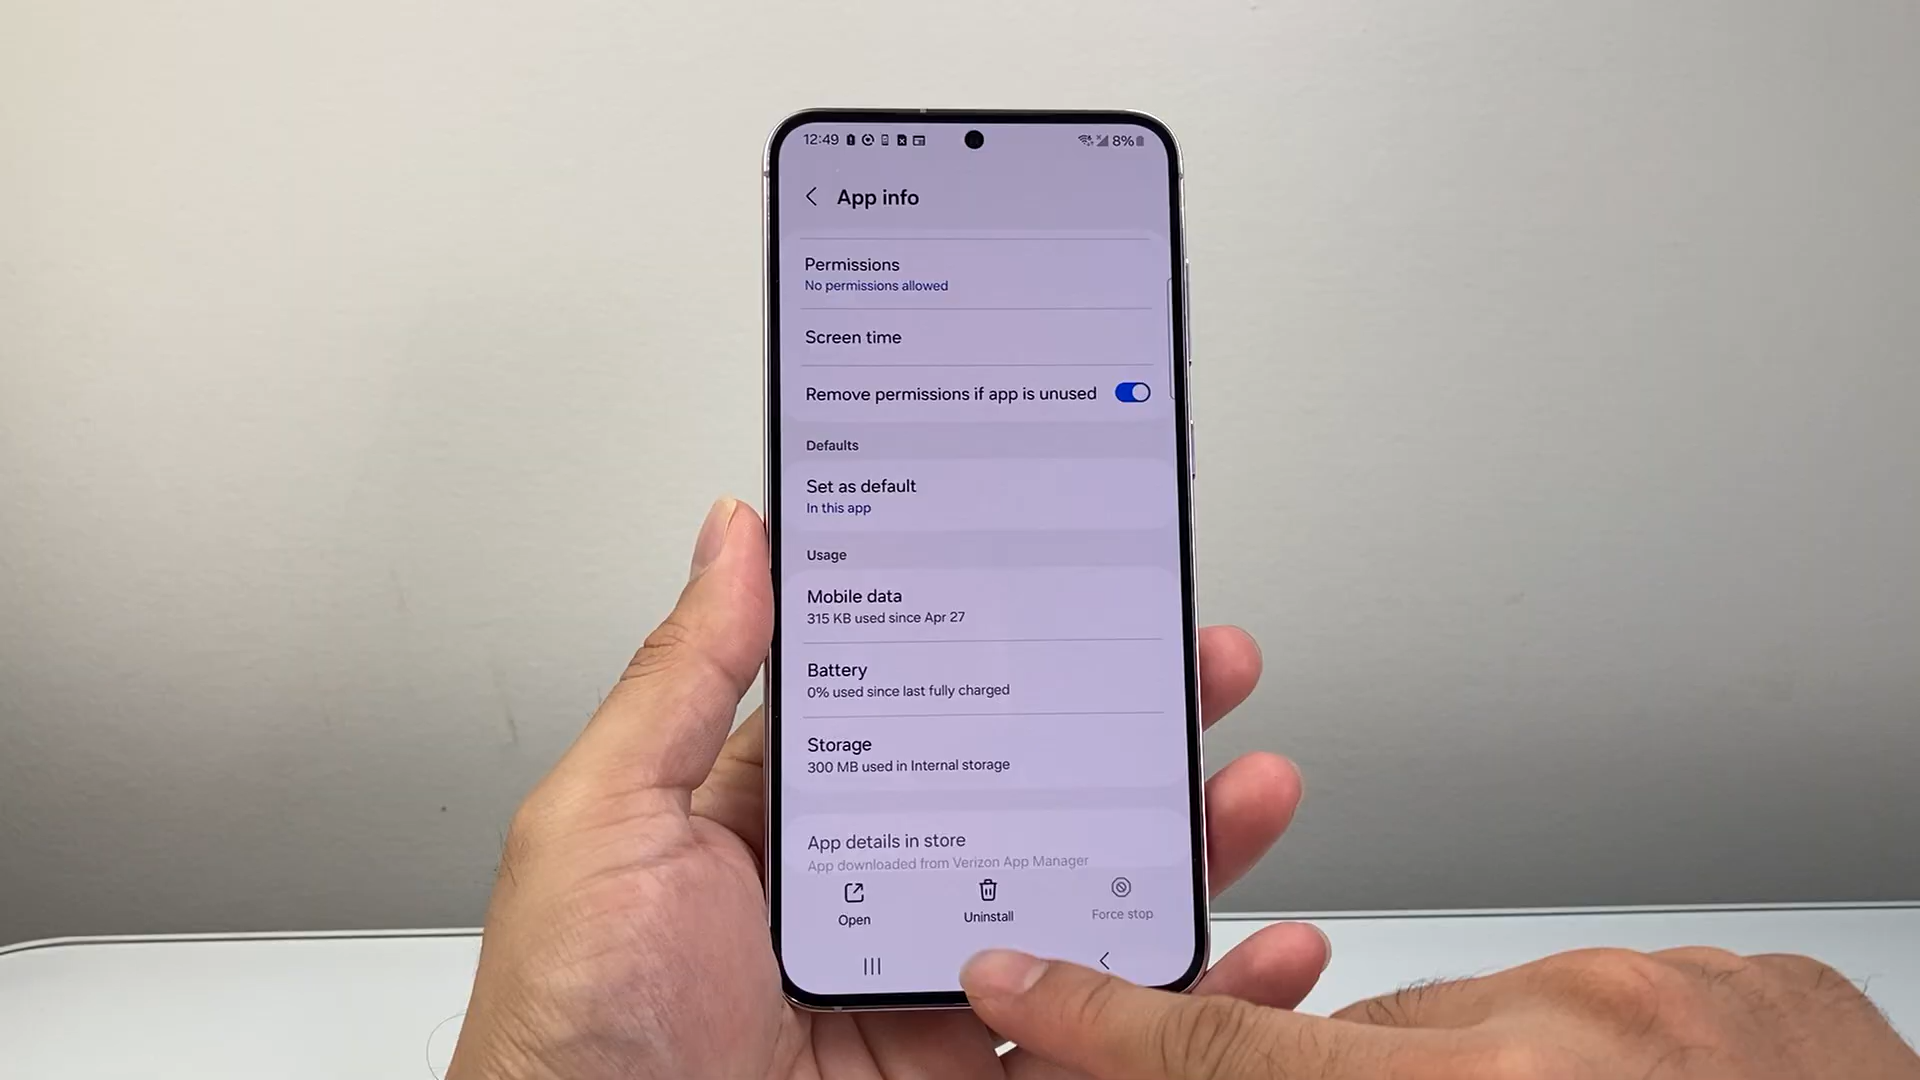 12:49 8%
App info
Permissions
No permissions allowed
Screen time
Remove permissions if app is unused
Defaults
Set as default
In this app
Usage
Mobile data
315 KB used since Apr 27
Battery
0% used since last fully charged
Storage
300 MB used in Internal storage
App details in store
App downloaded from Verizon App Manager
Open Uninstall Force stop